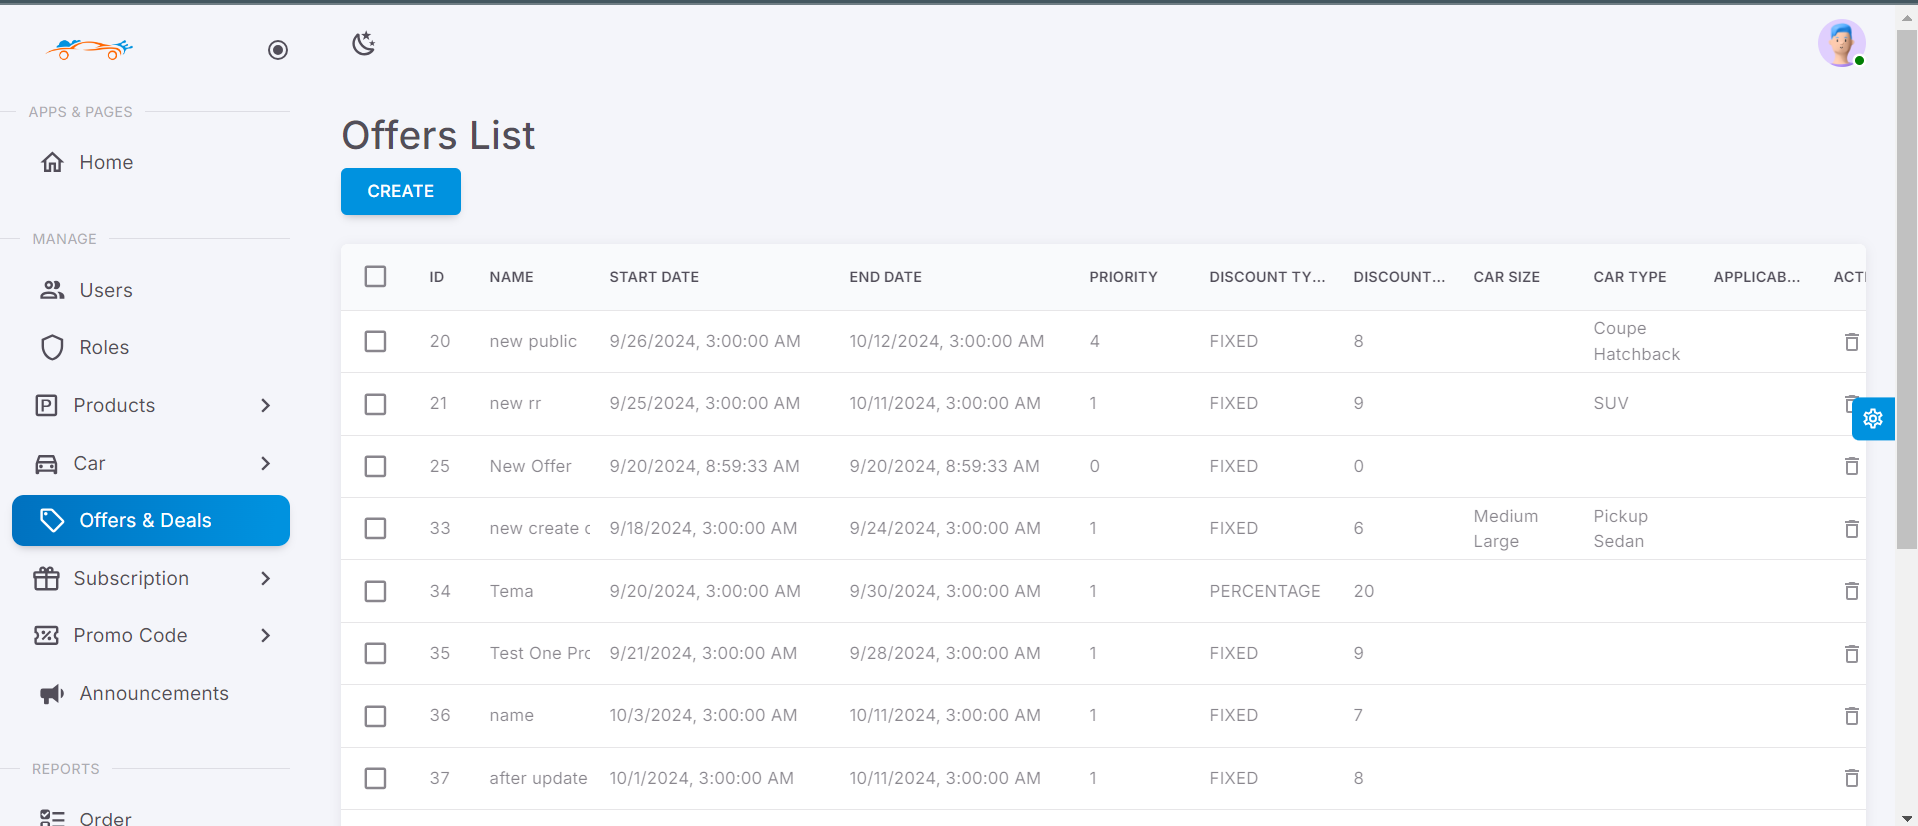 APPS & PAGES
Home
MANAGE
Users
Roles
Products
Car
Offers & Deals
Subscription
Promo Code
Announcements
REPORTS
Order
Offers List
CREATE
ID NAME START DATE END DATE PRIORITY DISCOUNT TY... DISCOUNT... CAR SIZE CAR TYPE APPLICAB... ACTI
20 new public 9/26/2024, 3:00:00 AM 10/12/2024, 3:00:00 AM 4 FIXED 8 Coupe
Hatchback
21 new rr 9/25/2024, 3:00:00 AM 10/11/2024, 3:00:00 AM 1 FIXED 9 SUV
25 New Offer 9/20/2024, 8:59:33 AM 9/20/2024, 8:59:33 AM 0 FIXED 0
33 new create 9/18/2024, 3:00:00 AM 9/24/2024, 3:00:00 AM 1 FIXED 6 Medium Pickup
Large Sedan
34 Tema 9/20/2024, 3:00:00 AM 9/30/2024, 3:00:00 AM 1 PERCENTAGE 20
35 Test One Pro 9/21/2024, 3:00:00 AM 9/28/2024, 3:00:00 AM 1 FIXED 9
36 name 10/3/2024, 3:00:00 AM 10/11/2024, 3:00:00 AM 1 FIXED 7
37 after update 10/1/2024, 3:00:00 AM 10/11/2024, 3:00:00 AM 1 FIXED 8